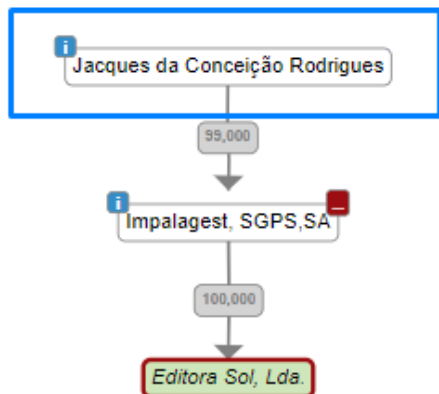 i
Jacques da Conceição Rodrigues
99,000
i
Impalagest, SGPS,SA
100,000
Editora Sol, Lda.